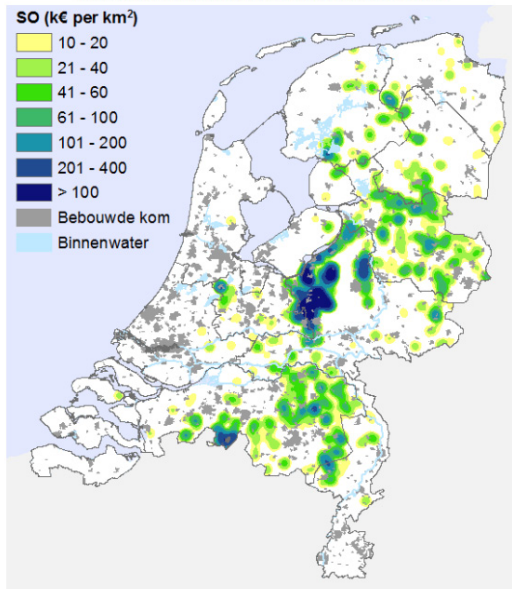 SO (k€ per km²)
10 - 20
21 - 40
41 - 60
61 - 100
101 - 200
201 - 400
> 100
Bebouwde kom
Binnenwater